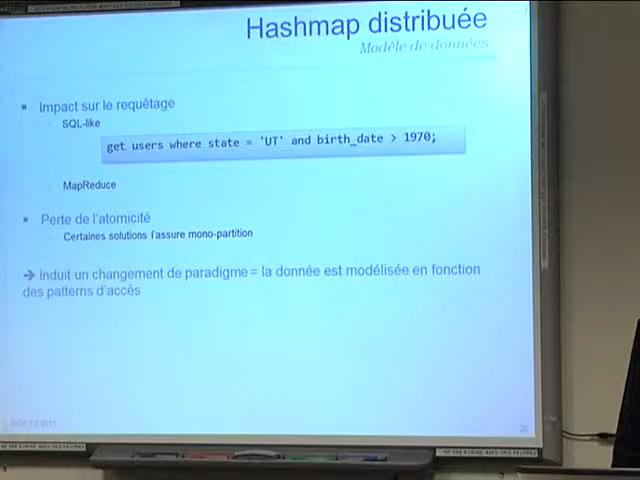 Hashmap distribuée
Modèle de données
Impact sur le requêtage
SQL-like
get users where state = 'UT' and birth_date > 1970;
MapReduce
Perte de l'atomicité
Certaines solutions l'assure mono-partition
➔ Induit un changement de paradigme = la donnée est modélisée en fonction
des patterns d'accès